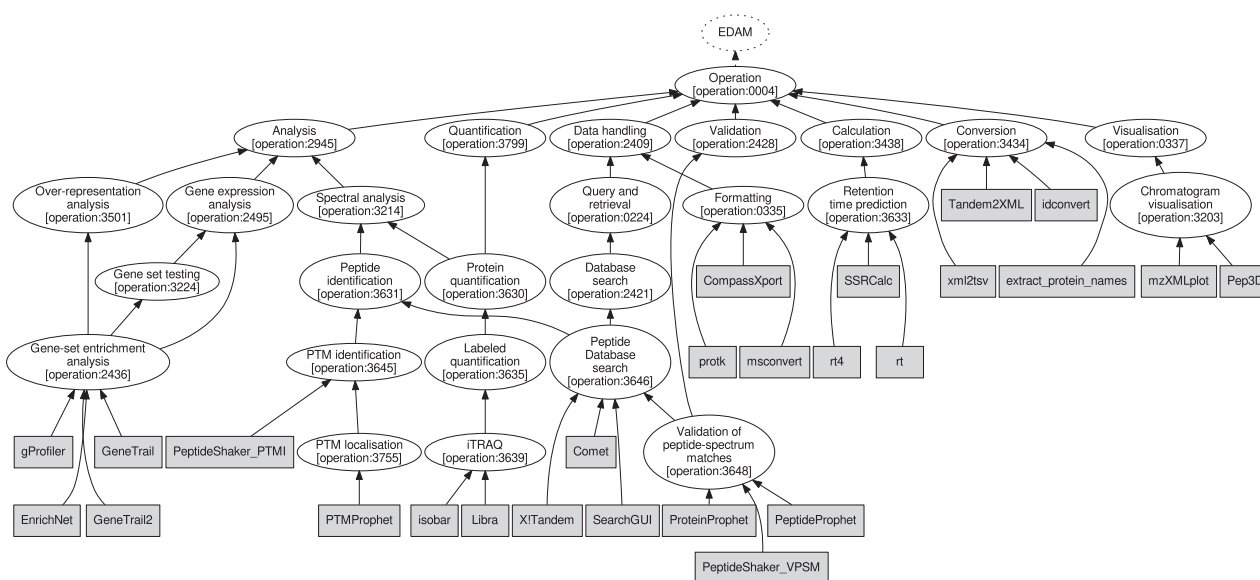 EDAM
Operation
[operation:0004]
Analysis
[operation:2945]
Quantification
[operation:3799]
Data handling
[operation:2409]
Validation
[operation:2428]
Calculation
[operation:3438]
Conversion
[operation:3434]
Visualisation
[operation:0337]
Over-representation
analysis
[operation:3501]
Gene expression
analysis
[operation:2495]
Spectral analysis
[operation:3214]
Query and
retrieval
[operation:0224]
Formatting
[operation:0335]
Retention
time prediction
[operation:3633]
Tandem2XML
idconvert
Chromatogram
visualisation
[operation:3203]
Gene set testing
[operation:3224]
Peptide
identification
[operation:3631]
Protein
quantification
[operation:3630]
Database
search
[operation:2421]
CompassXport
SSRCalc
xml2tsv
extract_protein_names
mzXMLplot
Pep3D
Gene-set enrichment
analysis
[operation:2436]
PTM identification
[operation:3645]
Labeled
quantification
[operation:3635]
Peptide
Database
search
[operation:3646]
protk
msconvert
rt4
rt
gProfiler
GeneTrail
PeptideShaker_PTMI
PTM localisation
[operation:3755]
iTRAQ
[operation:3639]
Comet
Validation of
peptide-spectrum
matches
[operation:3648]
EnrichNet
GeneTrail2
PTMProphet
isobar
Libra
X!Tandem
SearchGUI
ProteinProphet
PeptideProphet
PeptideShaker_VPSM